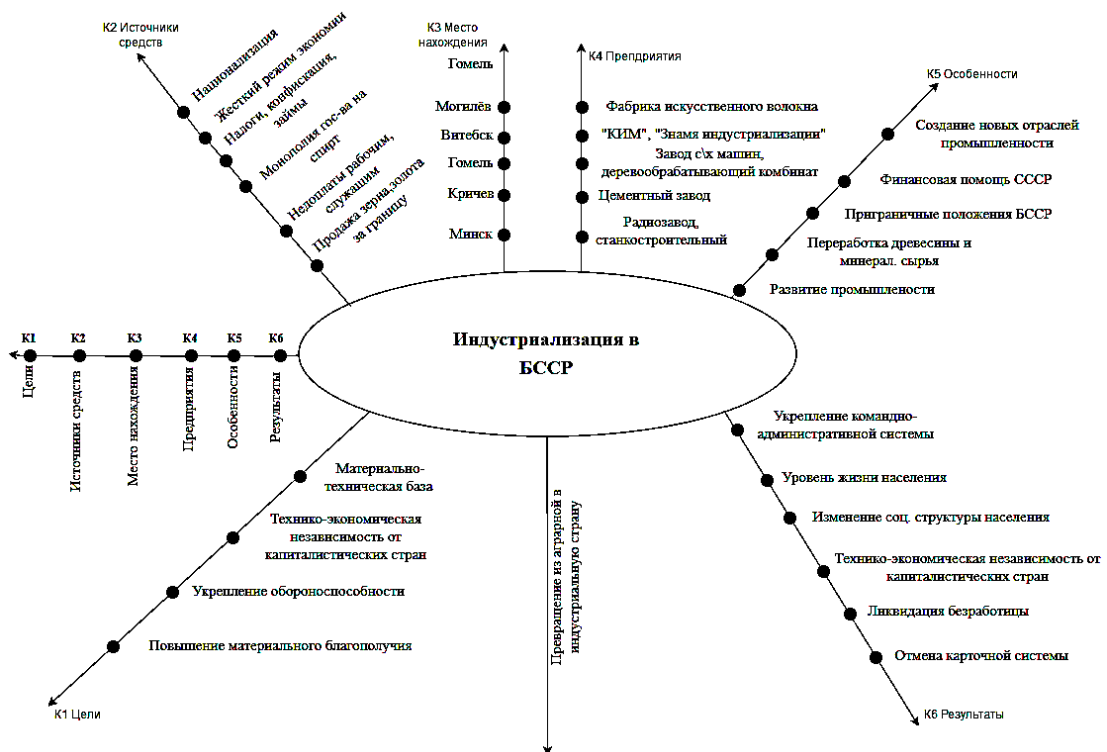 К2 Источники
средств
Национализация
Жесткий режим экономии
Налоги, конфискация,
займы
Монополия гос-ва на
спирт
Недоплаты рабочим,
служащим
Продажа зерна,золота
за границу
К3 Место
нахождения
Гомель
Могилёв
Витебск
Гомель
Кричев
Минск
К4 Препдриятия
Фабрика искусственного волокна
"КИМ", "Знамя индустриализации"
Завод с\х машин,
деревообрабатывающий комбинат
Цементный завод
Радиозавод,
станкостроительный
К5 Особенности
Создание новых отраслей
промышленности
Финансовая помощь СССР
Приграничные положения БССР
Переработка древесины и
минерал. сырья
Развитие промышлености
Индустриализация в
БССР
К1 К2 К3 К4 К5 К6
Цели
Источники средств
Место нахождения
Предприятия
Особенности
Результаты
Материально-
техническая база
Технико-экономическая
независимость от
капиталистических стран
Укрепление обороноспособности
Повышение материального благополучия
К1 Цели
Превращение из аграрной в
индустриальную страну
Укрепление командно-
административной системы
Уровень жизни населения
Изменение соц. структуры населения
Технико-экономическая независимость от
капиталистических стран
Ликвидация безработицы
Отмена карточной системы
К6 Результаты